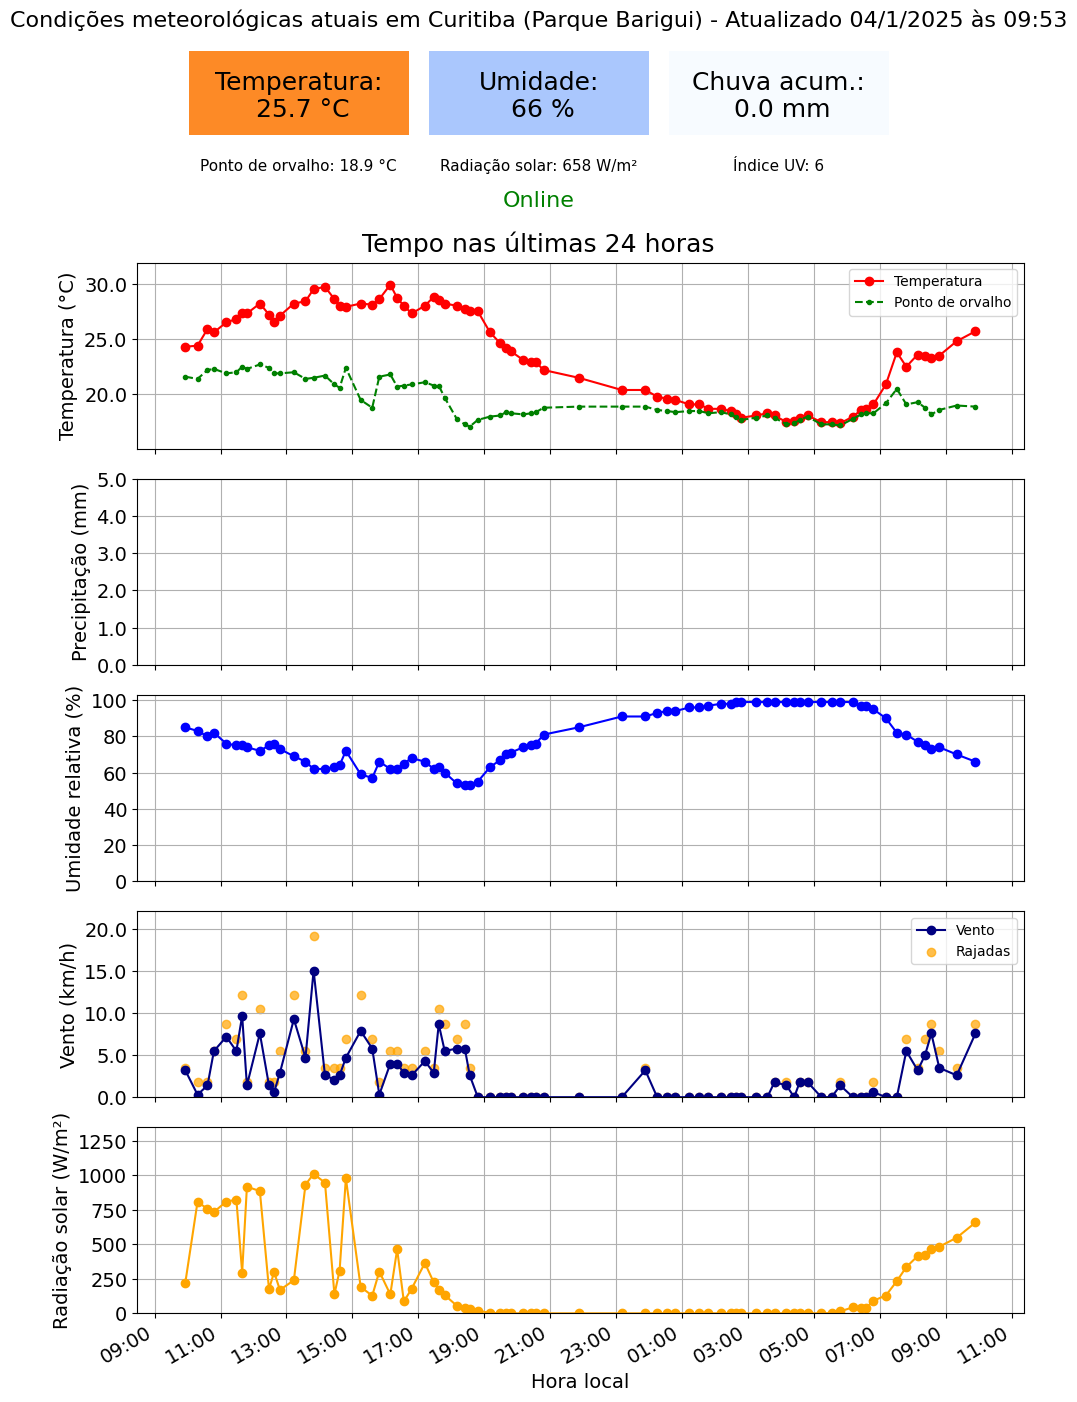 Condições meteorológicas atuais em Curitiba (Parque Barigui) - Atualizado 04/1/2025 às 09:53
Temperatura:
25.7 °C
Umidade:
66 %
Chuva acum.:
0.0 mm
Ponto de orvalho: 18.9 °C
Radiação solar: 658 W/m²
Índice UV: 6
Online
Tempo nas últimas 24 horas
Temperatura (°C)
30.0
25.0
20.0
Temperatura
Ponto de orvalho
Precipitação (mm)
5.0
4.0
3.0
2.0
1.0
0.0
Umidade relativa (%)
100
80
60
40
20
0
Vento (km/h)
20.0
15.0
10.0
5.0
0.0
Vento
Rajadas
Radiação solar (W/m²)
1250
1000
750
500
250
0
09:00 11:00 13:00 15:00 17:00 19:00 21:00 23:00 01:00 03:00 05:00 07:00 09:00 11:00
Hora local